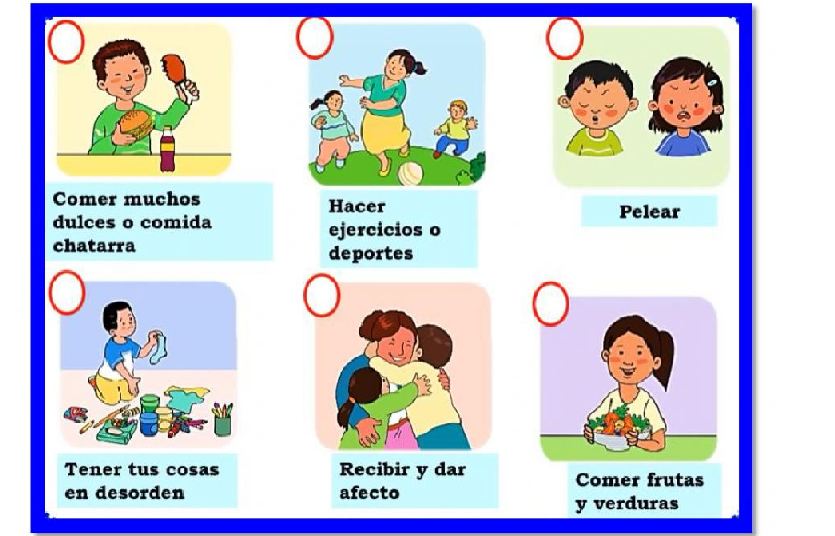 Comer muchos
dulces o comida
chatarra
Hacer
ejercicios o
deportes
Pelear
Tener tus cosas
en desorden
Recibir y dar
afecto
Comer frutas
y verduras